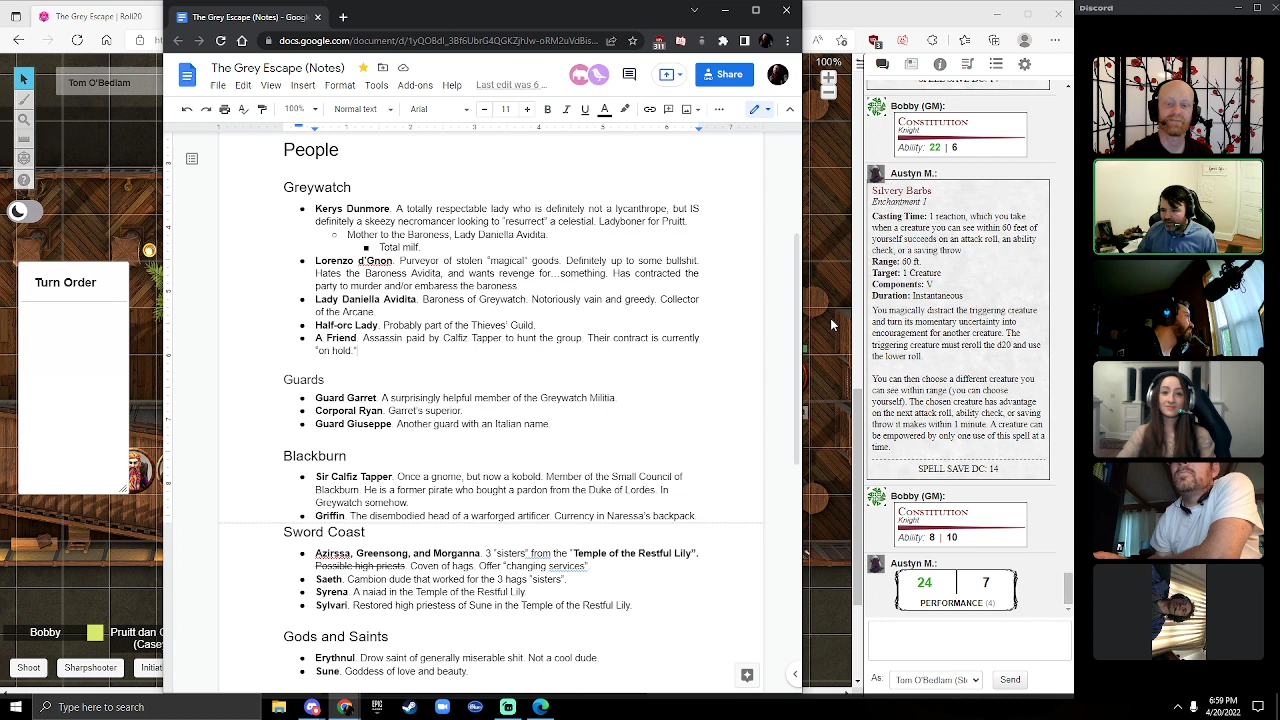 Discord
The Grey Escape | Roll20
The Grey Escape (Notes) - Google
docs.google.com/document/d/1yQOBdl_3Bf6UbrG4QGKZjhIw-oRM2uVdBis...
311
The Grey Escape (Notes)
File Edit View Insert Format Tools Add-ons Help Last edit was 6 ...
Share
100% Normal text Arial 11
100%
Tom O'Bedlam
Turn Order
People
Greywatch
Kerys Dunmore. A totally respectable lady who is definitely not a lycanthrope, but IS
definitely a skeezy necromancer looking to "resurrect" a celestial. Ladyboner for Pruitt.
Mother to the Baroness, Lady Daniella Avidita.
Total milf.
Lorenzo d'Gnon. Purveyor of stolen "magical" goods. Definitely up to some bullshit.
Hates the Baroness Avidita, and wants revenge for…something. Has contracted the
party to murder and/or embaress the baroness.
Lady Daniella Avidita. Baroness of Greywatch. Notoriously vain and greedy. Collector
of the Arcane.
Half-orc Lady. Probably part of the Thieves' Guild.
A Friend. Assassin paid by Calfiz Tapper to hunt the group. Their contract is currently
"on hold."
Guards
Guard Garret. A surprisingly helpful member of the Greywatch Militia.
Corporal Ryan. Garret's superior.
Guard Giuseppe. Another guard with an Italian name.
Blackburn
Sir Calfiz Tapper. Once a gnome, but now a kobold. Member of the Small Council of
Blackburn. He is a former pirate who bought a pardon from the Duke of Lordes. In
Greywatch somehow.
Griffin. The disembodied head of a warforged artificer. Currency in Naressa's backpack.
Sword Coast
Azirssa, Greensong, and Morganna. 3 "sisters" from the "Temple of the Restful Lily".
Possible high priests. Coven of hags. Offer "changing services"
Saeth. Cambion dude that worked for the 3 hags "sisters".
Syrena. A naiad in the Temple of the Restful Lily
Sylvari. Restored high priestess of Sune in the Temple of the Restful Lily.
Gods and Saints
Erythnul. Drow saint of generally miserable shit. Not a cool dude.
Sune. Goddess of love and beauty.
Bobby
Pruitt dan C
(Case
Shoot Sharpshooter Initiat
Bobby (GM):
CONSTITUTION
Knight
Ability: 22 | 6
Austyn M.:
Silvery Barbs
Enchantment 1
Casting Time: 1 reaction, which you take
when a creature you can see within 60 feet of
yourself succeeds on an attack roll, an ability
check, or a saving throw
Range: 60 ft.
Target: 1 Creature
Components: V
Duration: Instantaneous
You magically distract the triggering creature
and turn its momentary uncertainty into
encouragement for another creature. The
triggering creature must reroll the d20 and use
the lower roll.
You can then choose a different creature you
can see within range (you can choose
yourself). The chosen creature has advantage
on the next attack roll, ability check, or saving
throw it makes within 1 minute. A creature can
be empowered by only one use of this spell a
time.
SPELL SAVE DC: 14
Bobby (GM):
CONSTITUTION
Knight
Ability: 8 | 10
Austyn M.:
24 | 7
PERFORMANCE (4)
As: Tom O'Bedlam (Ste
Send
Type here to search
EPIC
6:59 PM
4/20/2022